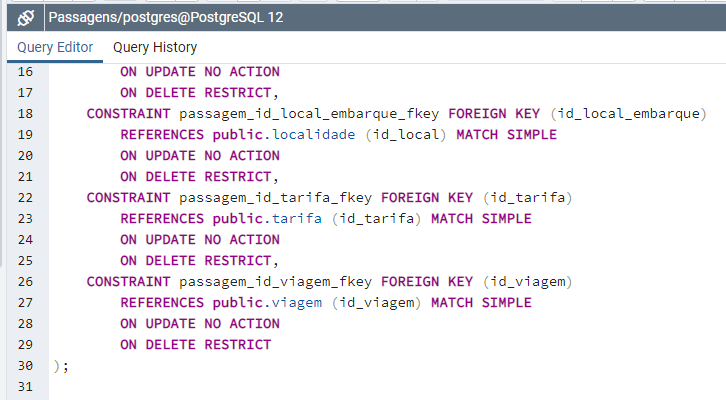 Passagens/postgres@PostgreSQL 12
Query Editor Query History
16 ON UPDATE NO ACTION
17 ON DELETE RESTRICT,
18 CONSTRAINT passagem_id_local_embarque_fkey FOREIGN KEY (id_local_embarque)
19 REFERENCES public.localidade (id_local) MATCH SIMPLE
20 ON UPDATE NO ACTION
21 ON DELETE RESTRICT,
22 CONSTRAINT passagem_id_tarifa_fkey FOREIGN KEY (id_tarifa)
23 REFERENCES public.tarifa (id_tarifa) MATCH SIMPLE
24 ON UPDATE NO ACTION
25 ON DELETE RESTRICT,
26 CONSTRAINT passagem_id_viagem_fkey FOREIGN KEY (id_viagem)
27 REFERENCES public.viagem (id_viagem) MATCH SIMPLE
28 ON UPDATE NO ACTION
29 ON DELETE RESTRICT
30 );
31